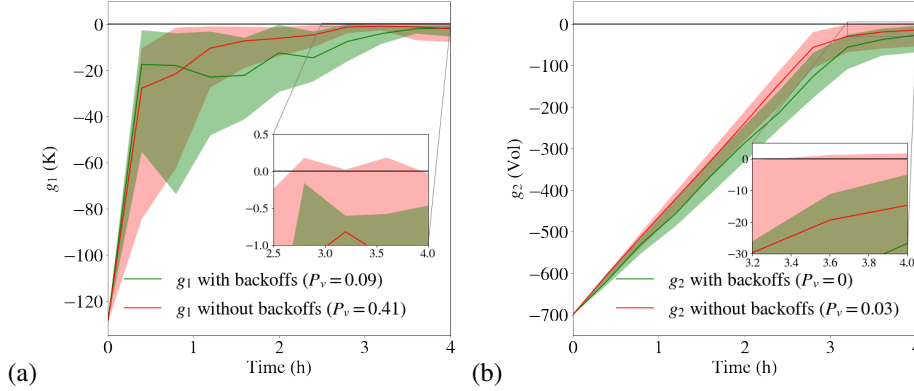 0
−20
−40
−60
−80
−100
−120
g1 (K)
0.5
0.0
−0.5
−1.0
2.5 3.0 3.5 4.0
g1 with backoffs (Pv = 0.09)
g1 without backoffs (Pv = 0.41)
0 1 2 3 4
Time (h)
(a)
0
−100
−200
−300
−400
−500
−600
−700
g2 (Vol)
0
−10
−20
−30
3.2 3.4 3.6 3.8 4.0
g2 with backoffs (Pv = 0)
g2 without backoffs (Pv = 0.03)
0 1 2 3 4
Time (h)
(b)